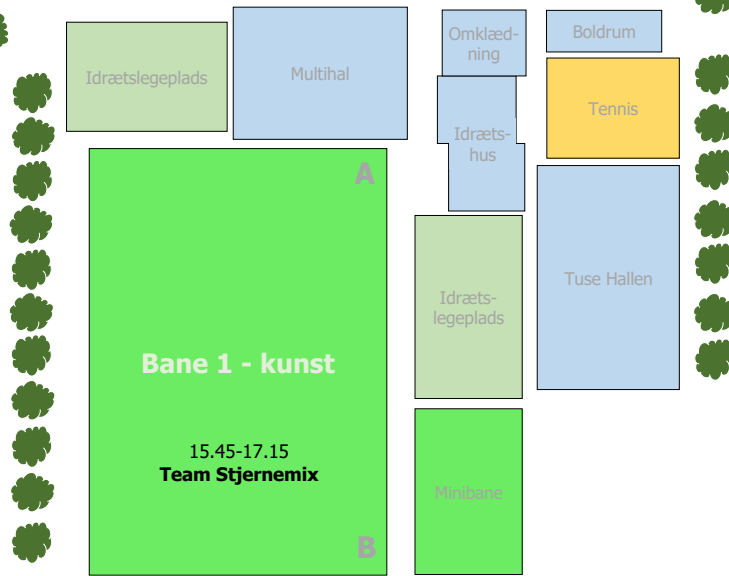 Idrætslegeplads
Multihal
Omklæd-
ning
Boldrum
Idræts-
hus
Tennis
A
Tuse Hallen
Idræts-
legeplads
Bane 1 - kunst
15.45-17.15
Team Stjernemix
Minibane
B